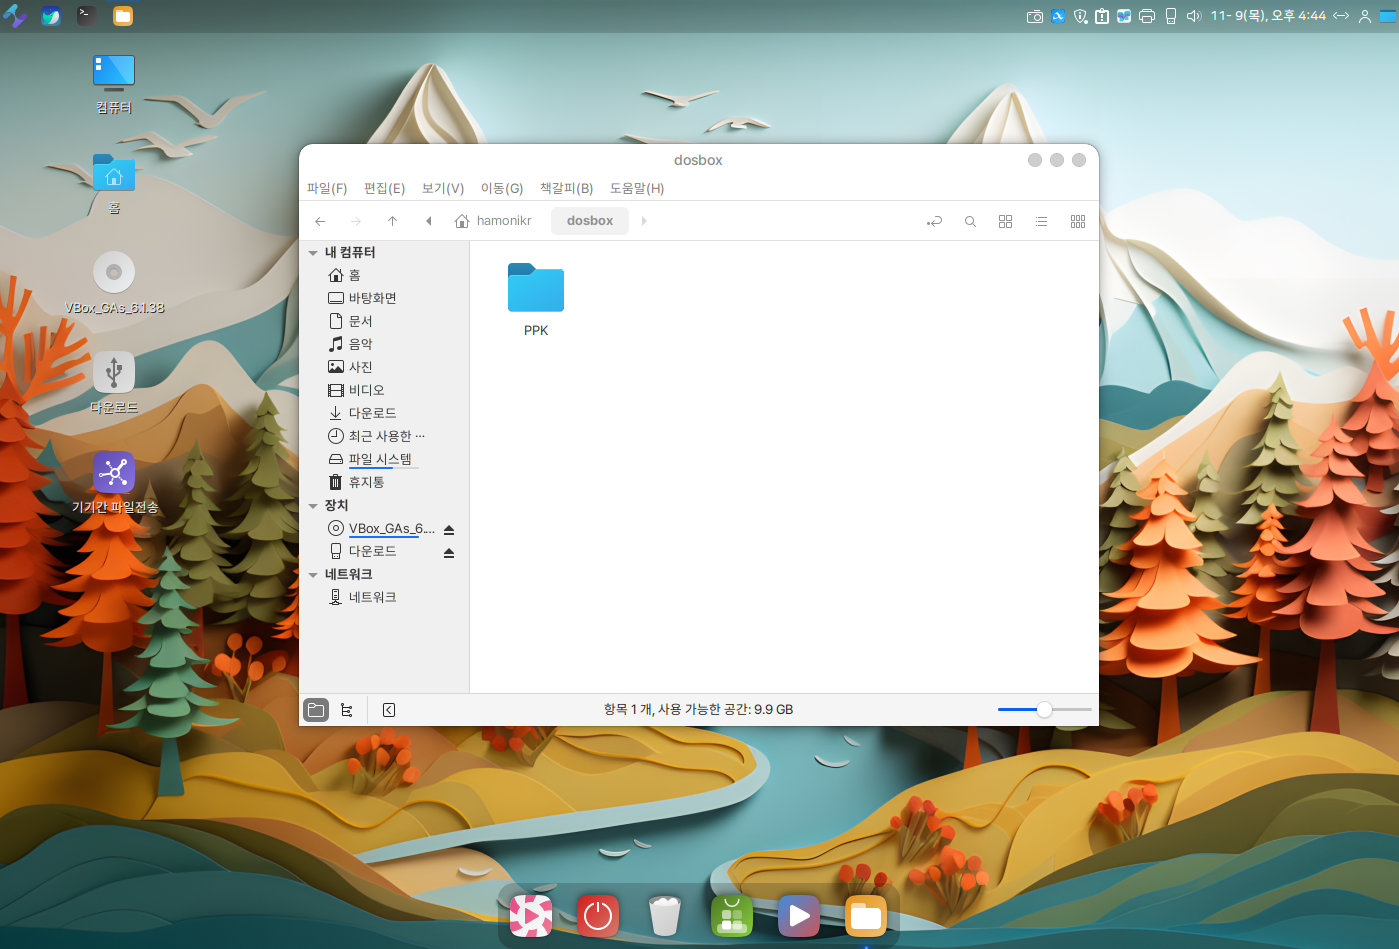 11- 9(목), 오후 4:44
컴퓨터
홈
VBox_GAs_6.1.38
다운로드
기기간 파일전송
dosbox
파일(F) 편집(E) 보기(V) 이동(G) 책갈피(B) 도움말(H)
hamonikr dosbox
내 컴퓨터
홈
바탕화면
문서
음악
사진
비디오
다운로드
최근 사용한 ...
파일 시스템
휴지통
장치
VBox_GAs_6....
다운로드
네트워크
네트워크
PPK
항목 1 개, 사용 가능한 공간: 9.9 GB